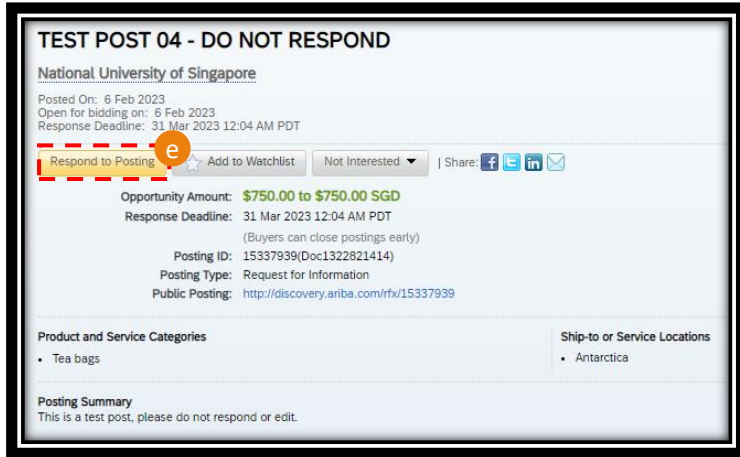 TEST POST 04 - DO NOT RESPOND
National University of Singapore
Posted On: 6 Feb 2023
Open for bidding on: 6 Feb 2023
Response Deadline: 31 Mar 2023 12:04 AM PDT
Respond to Posting e Add to Watchlist Not Interested | Share: f t in
Opportunity Amount: $750.00 to $750.00 SGD
Response Deadline: 31 Mar 2023 12:04 AM PDT
(Buyers can close postings early)
Posting ID: 15337939(Doc1322821414)
Posting Type: Request for Information
Public Posting: http://discovery.ariba.com/rfx/15337939
Product and Service Categories Ship-to or Service Locations
• Tea bags • Antarctica
Posting Summary
This is a test post, please do not respond or edit.